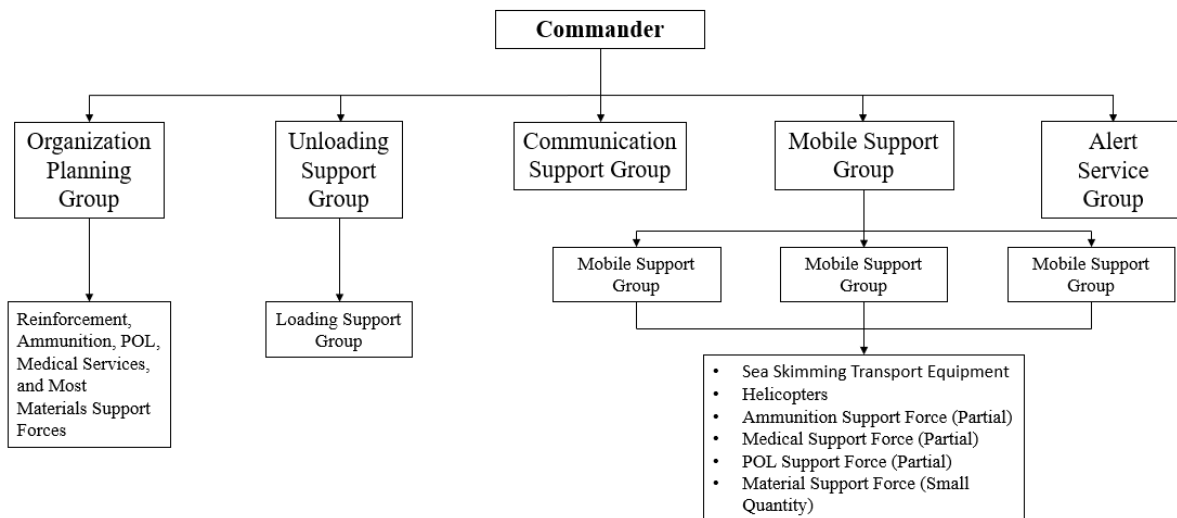 Commander
Organization
Planning
Group
Unloading
Support
Group
Communication
Support Group
Mobile Support
Group
Alert
Service
Group
Mobile Support
Group
Mobile Support
Group
Mobile Support
Group
Reinforcement,
Ammunition, POL,
Medical Services,
and Most
Materials Support
Forces
Loading Support
Group
• Sea Skimming Transport Equipment
• Helicopters
• Ammunition Support Force (Partial)
• Medical Support Force (Partial)
• POL Support Force (Partial)
• Material Support Force (Small
Quantity)